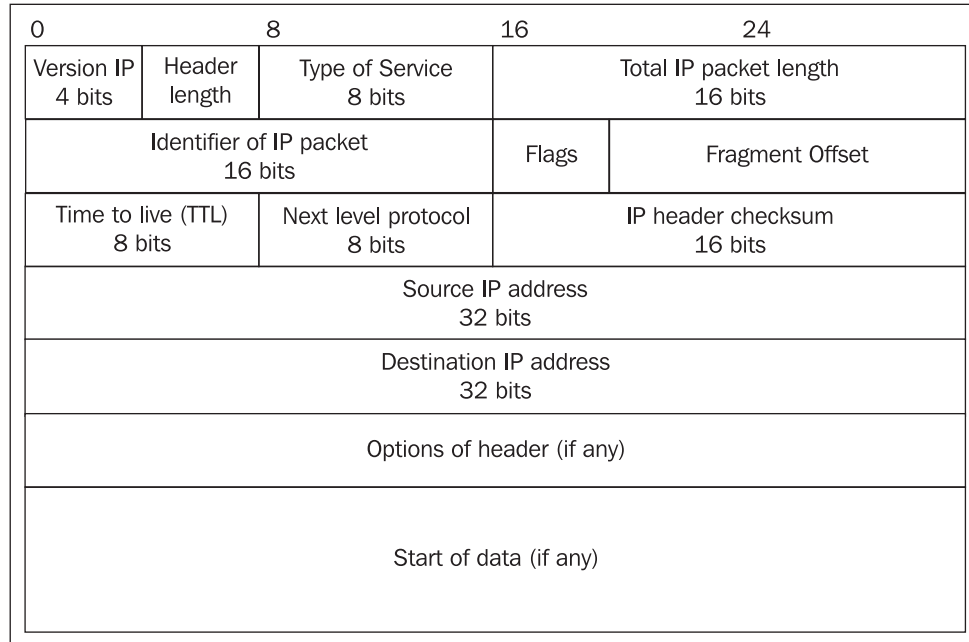 0 8 16 24
Version IP
4 bits
Header
length
Type of Service
8 bits
Total IP packet length
16 bits
Identifier of IP packet
16 bits
Flags
Fragment Offset
Time to live (TTL)
8 bits
Next level protocol
8 bits
IP header checksum
16 bits
Source IP address
32 bits
Destination IP address
32 bits
Options of header (if any)
Start of data (if any)